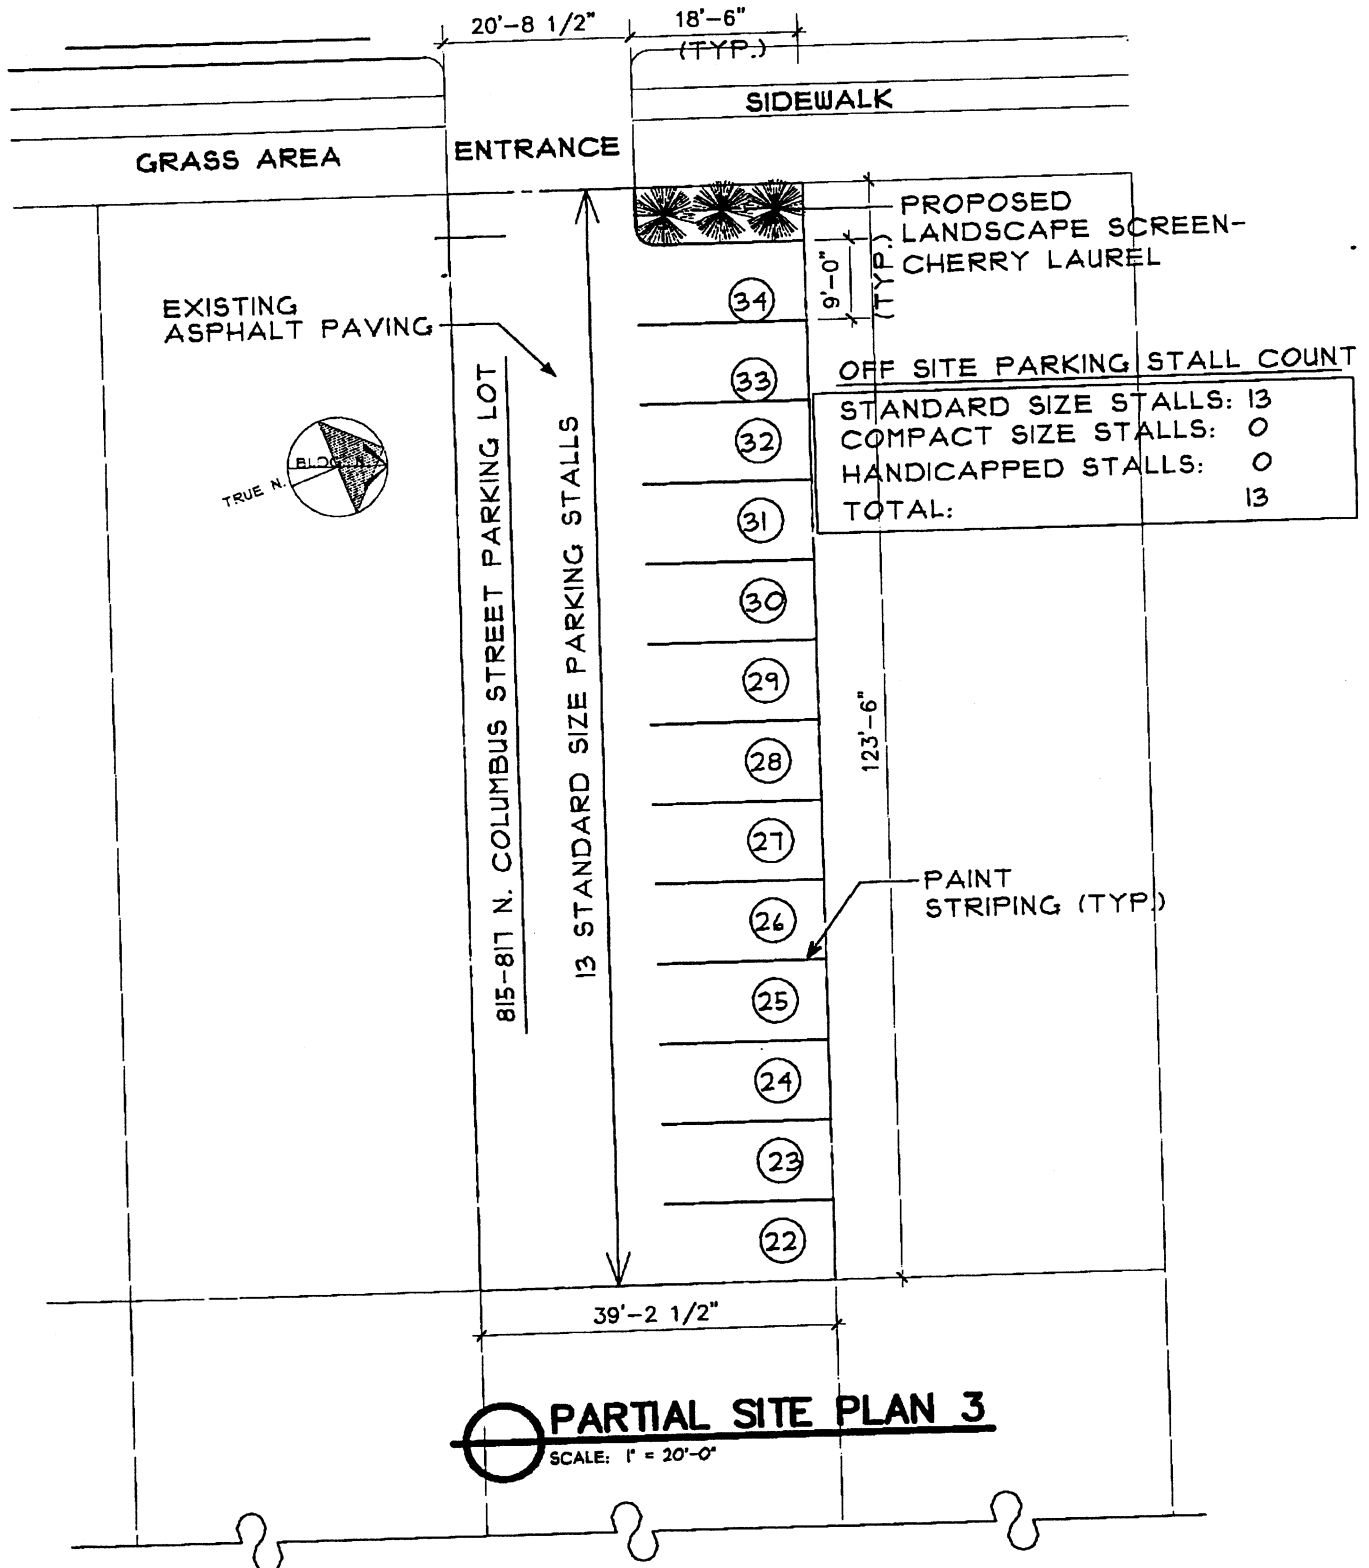 20'-8 1/2"
18'-6"
(TYP.)
SIDEWALK
GRASS AREA
ENTRANCE
PROPOSED
LANDSCAPE SCREEN-
CHERRY LAUREL
9'-0"
(TYP.)
EXISTING
ASPHALT PAVING
34
33
32
31
30
29
28
27
26
25
24
23
22
OFF SITE PARKING STALL COUNT
STANDARD SIZE STALLS: 13
COMPACT SIZE STALLS: 0
HANDICAPPED STALLS: 0
TOTAL: 13
TRUE N.
BLDG N.
815-817 N. COLUMBUS STREET PARKING LOT
13 STANDARD SIZE PARKING STALLS
123'-6"
PAINT
STRIPING (TYP.)
39'-2 1/2"
PARTIAL SITE PLAN 3
SCALE: 1" = 20'-0"